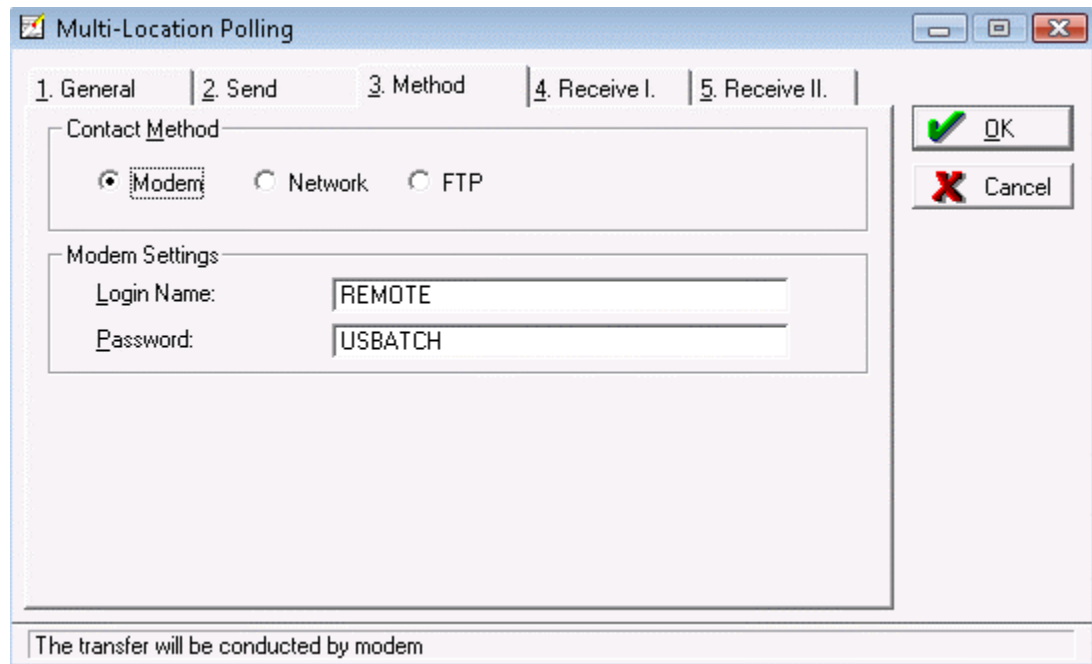 Multi-Location Polling
1. General 2. Send 3. Method 4. Receive I. 5. Receive II.
Contact Method
Modem Network FTP
OK
Cancel
Modem Settings
Login Name: REMOTE
Password: USBATCH
The transfer will be conducted by modem